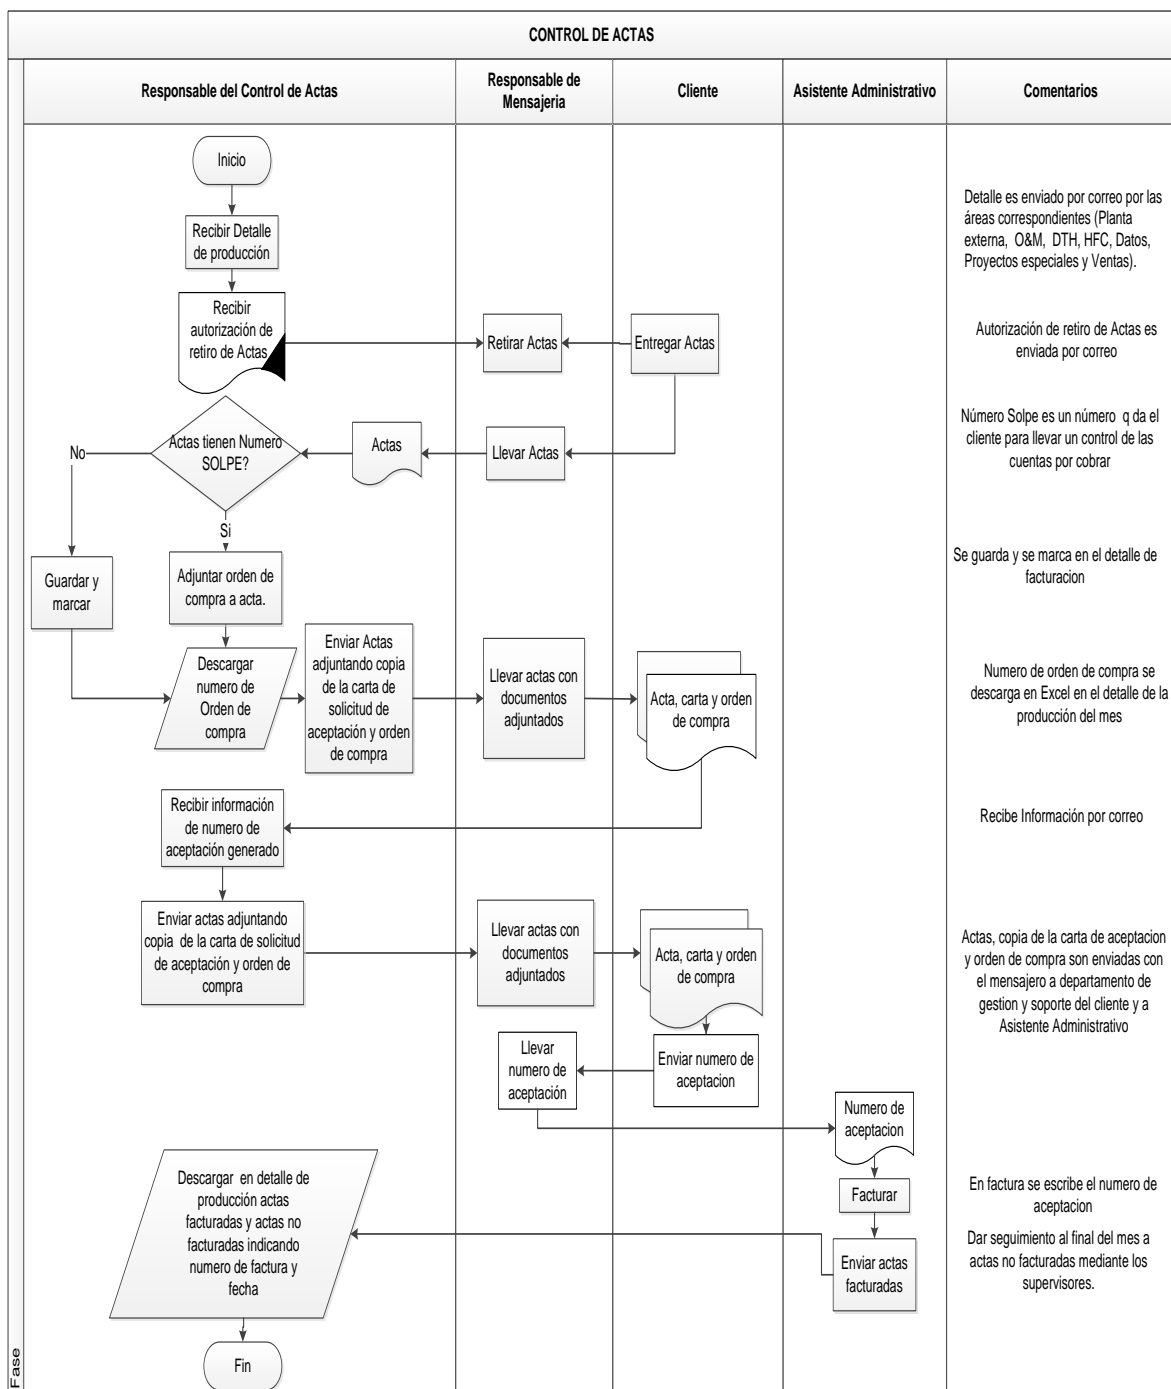 CONTROL DE ACTAS
Responsable del Control de Actas
Responsable de
Mensajeria
Cliente
Asistente Administrativo
Comentarios
Inicio
Recibir Detalle
de producción
Detalle es enviado por correo por las
áreas correspondientes (Planta
externa, O&M, DTH, HFC, Datos,
Proyectos especiales y Ventas).
Recibir
autorización de
retiro de Actas
Retirar Actas
Entregar Actas
Autorización de retiro de Actas es
enviada por correo
Actas tienen Numero
SOLPE?
No
Si
Actas
Llevar Actas
Número Solpe es un número q da el
cliente para llevar un control de las
cuentas por cobrar
Guardar y
marcar
Adjuntar orden de
compra a acta.
Se guarda y se marca en el detalle de
facturacion
Descargar
numero de
Orden de
compra
Enviar Actas
adjuntando copia
de la carta de
solicitud de
aceptación y orden
de compra
Llevar actas con
documentos
adjuntados
Acta, carta y orden
de compra
Numero de orden de compra se
descarga en Excel en el detalle de la
producción del mes
Recibir información
de numero de
aceptación generado
Recibe Información por correo
Enviar actas adjuntando
copia de la carta de solicitud
de aceptación y orden de
compra
Llevar actas con
documentos
adjuntados
Acta, carta y orden
de compra
Actas, copia de la carta de aceptacion
y orden de compra son enviadas con
el mensajero a departamento de
gestion y soporte del cliente y a
Asistente Administrativo
Llevar
numero de
aceptación
Enviar numero de
aceptacion
Numero de
aceptacion
Facturar
En factura se escribe el numero de
aceptacion
Descargar en detalle de
producción actas
facturadas y actas no
facturadas indicando
numero de factura y
fecha
Enviar actas
facturadas
Dar seguimiento al final del mes a
actas no facturadas mediante los
supervisores.
Fin
Fase